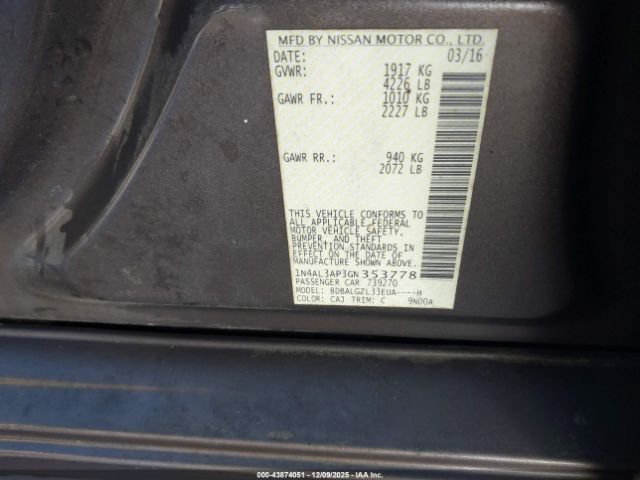 MFD BY NISSAN MOTOR CO., LTD.
DATE: 03/16
GVWR: 1917 KG
4226 LB
GAWR FR.: 1010 KG
2227 LB
GAWR RR.: 940 KG
2072 LB
THIS VEHICLE CONFORMS TO
ALL APPLICABLE FEDERAL
MOTOR VEHICLE SAFETY,
BUMPER, AND THEFT
PREVENTION STANDARDS IN
EFFECT ON THE DATE OF
MANUFACTURE SHOWN ABOVE.
1N4AL3AP3GN353778
PASSENGER CAR 739270
MODEL: BDBALGZL33EUA----H
COLOR: CAJ TRIM: C 9N00A
000-43874051 - 12/09/2025 - IAA Inc.